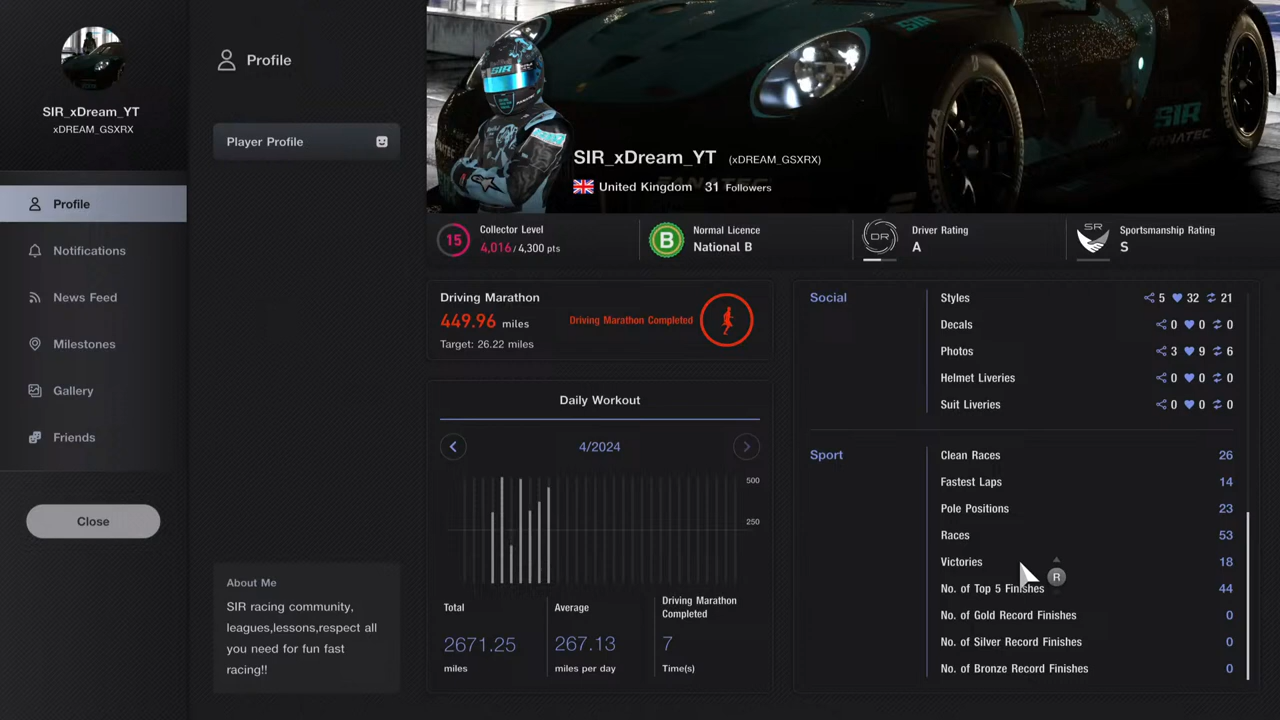 SIR_xDream_YT
xDREAM_GSXRX
Profile
Notifications
News Feed
Milestones
Gallery
Friends
Close
Profile
Player Profile
About Me
SIR racing community,
leagues,lessons,respect all
you need for fun fast
racing!!
SIR
SIR
FANATEC
POTENZA
SIR_xDream_YT (xDREAM_GSXRX)
United Kingdom 31 Followers
15 Collector Level
4,016 / 4,300 pts
B Normal Licence
National B
DR Driver Rating
A
SR Sportsmanship Rating
S
Driving Marathon
449.96 miles
Driving Marathon Completed
Target: 26.22 miles
Daily Workout
4/2024
500
250
Total
2671.25
miles
Average
267.13
miles per day
Driving Marathon
Completed
7
Time(s)
Social
Styles 5 32 21
Decals 0 0 0
Photos 3 9 6
Helmet Liveries 0 0 0
Suit Liveries 0 0 0
Sport
Clean Races 26
Fastest Laps 14
Pole Positions 23
Races 53
Victories 18
R
No. of Top 5 Finishes 44
No. of Gold Record Finishes 0
No. of Silver Record Finishes 0
No. of Bronze Record Finishes 0